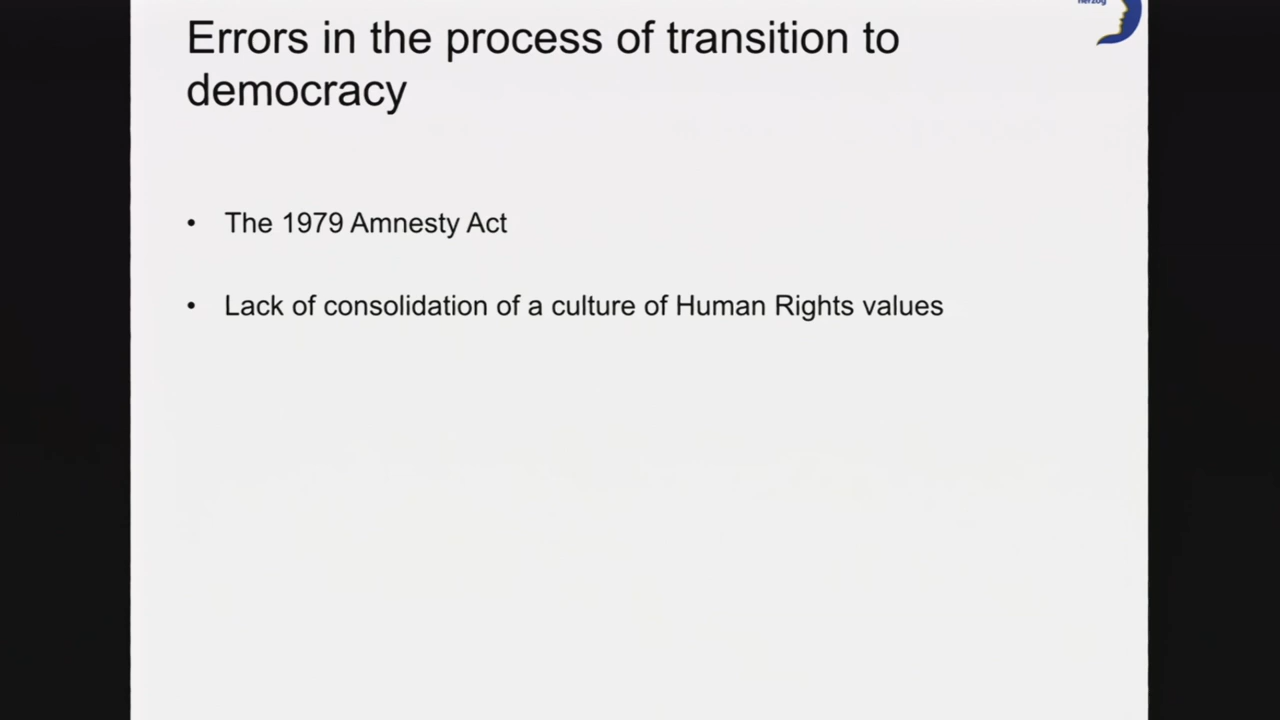 herzog
Errors in the process of transition to
democracy
• The 1979 Amnesty Act
• Lack of consolidation of a culture of Human Rights values